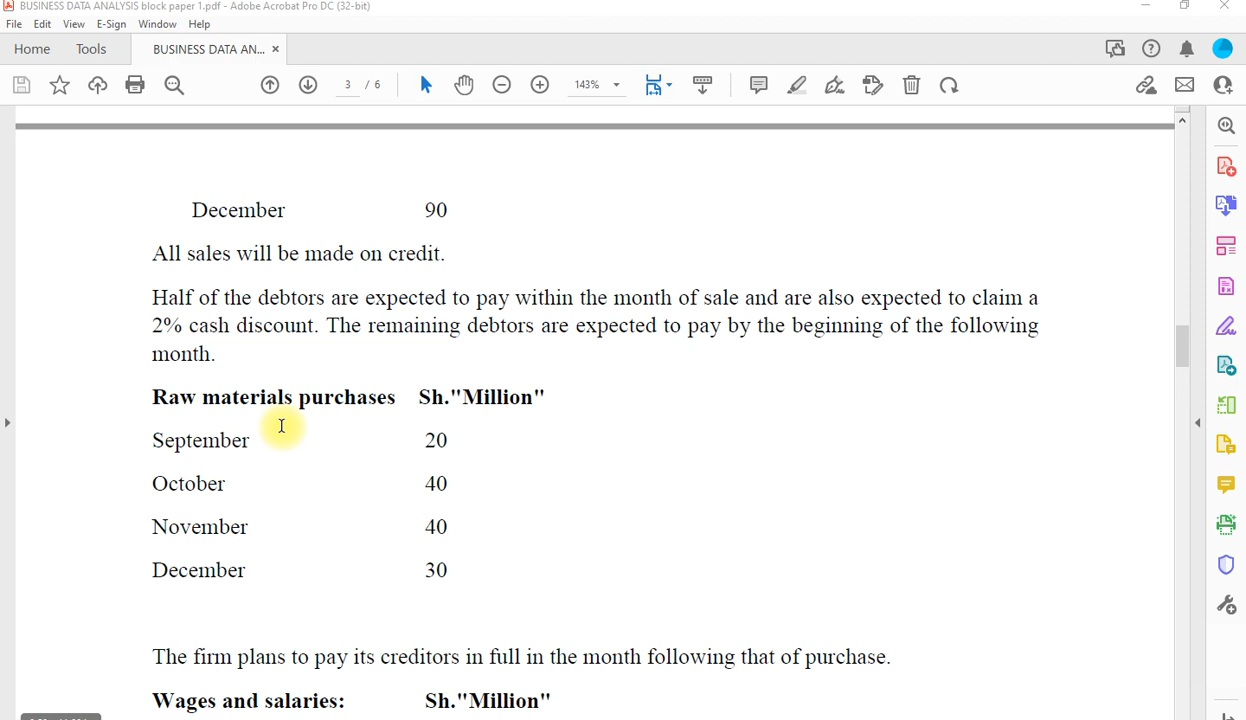 BUSINESS DATA ANALYSIS block paper 1.pdf - Adobe Acrobat Pro DC (32-bit)
File Edit View E-Sign Window Help
Home Tools BUSINESS DATA AN... ×
3 / 6 143%
December 90
All sales will be made on credit.
Half of the debtors are expected to pay within the month of sale and are also expected to claim a
2% cash discount. The remaining debtors are expected to pay by the beginning of the following
month.
Raw materials purchases Sh."Million"
September 20
October 40
November 40
December 30
The firm plans to pay its creditors in full in the month following that of purchase.
Wages and salaries: Sh."Million"